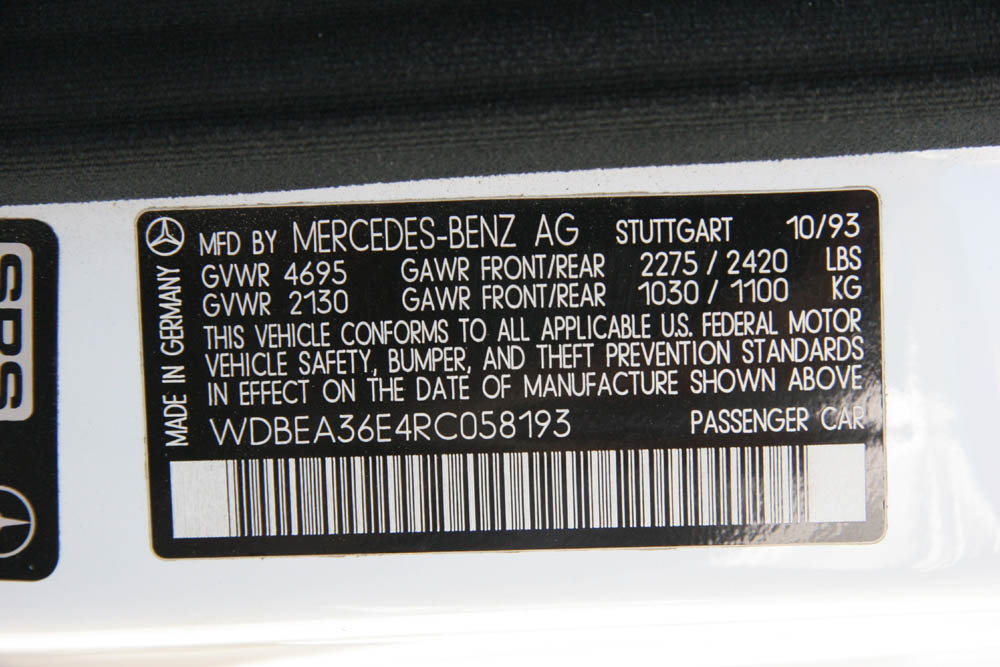 SRS
MADE IN GERMANY
MFD BY MERCEDES-BENZ AG STUTTGART 10/93
GVWR 4695 GAWR FRONT/REAR 2275 / 2420 LBS
GVWR 2130 GAWR FRONT/REAR 1030 / 1100 KG
THIS VEHICLE CONFORMS TO ALL APPLICABLE U.S. FEDERAL MOTOR
VEHICLE SAFETY, BUMPER, AND THEFT PREVENTION STANDARDS
IN EFFECT ON THE DATE OF MANUFACTURE SHOWN ABOVE
WDBEA36E4RC058193 PASSENGER CAR